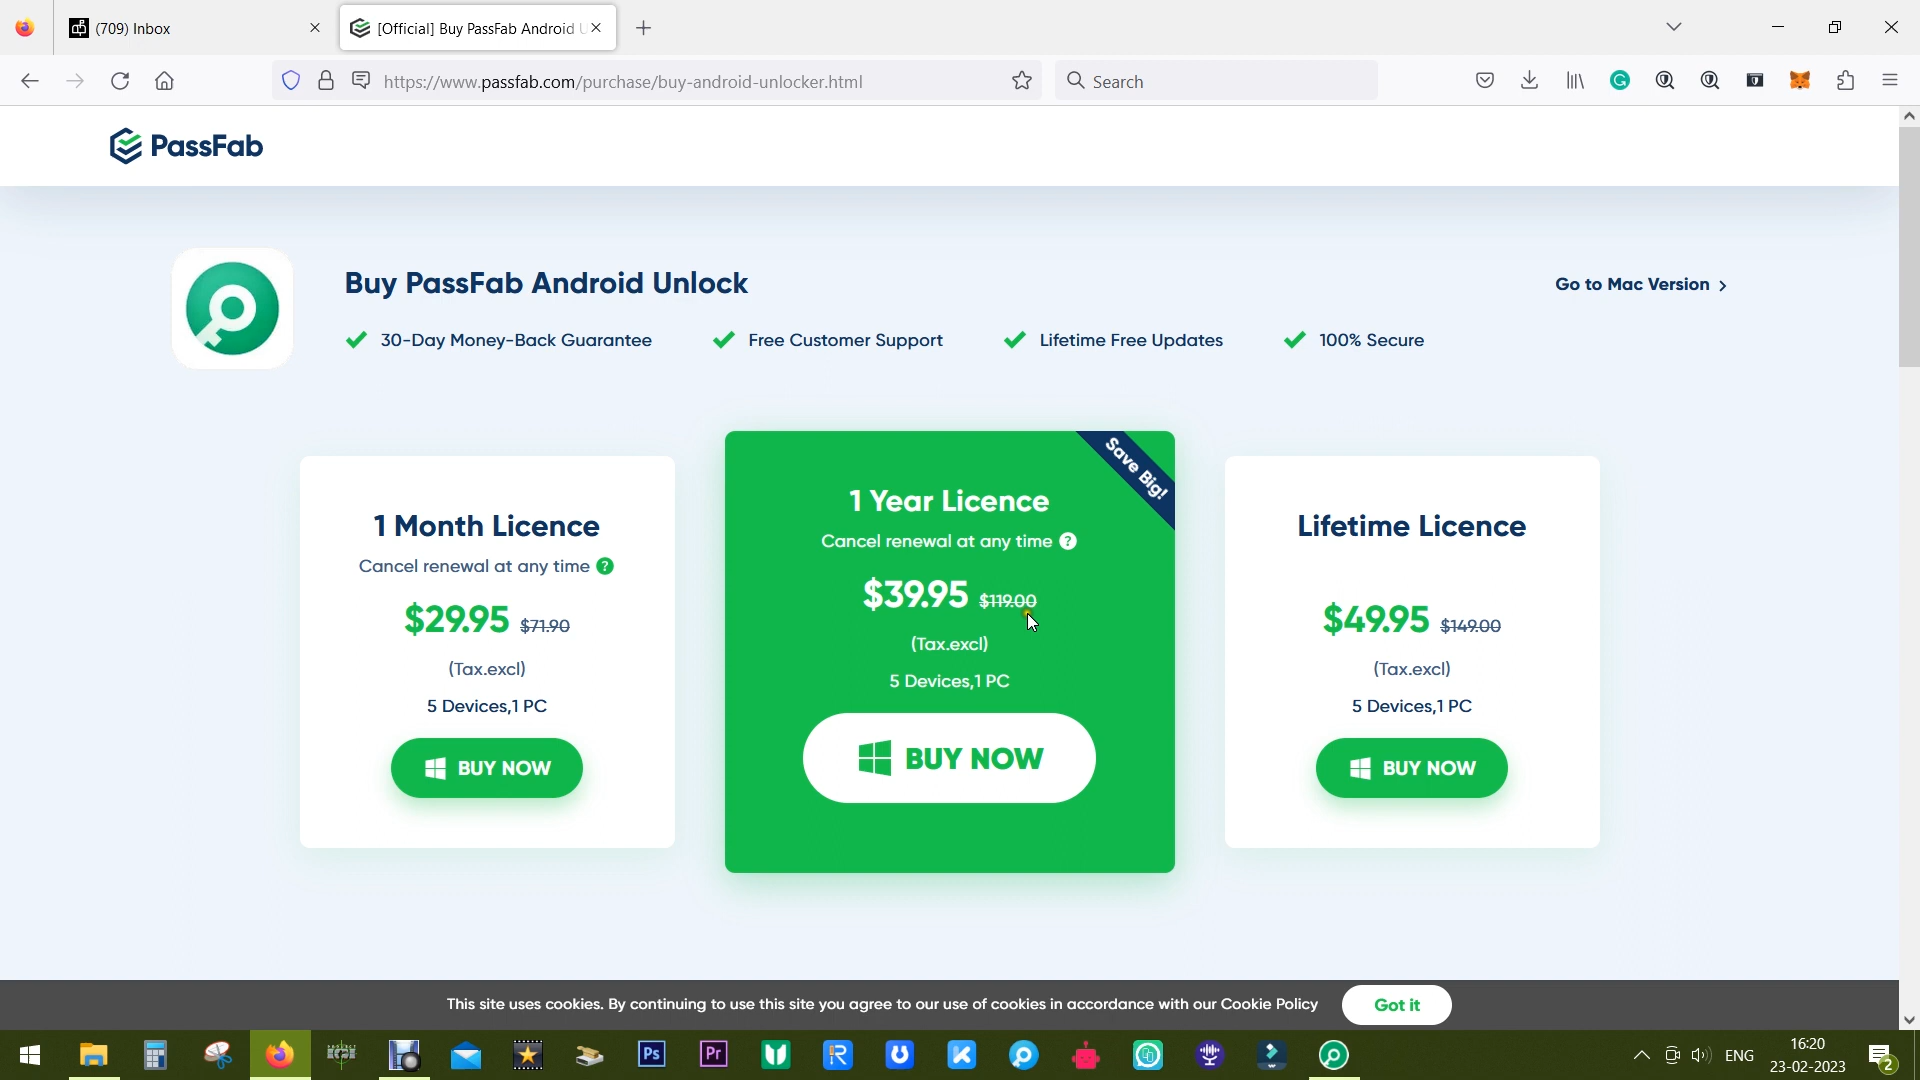 (709) Inbox
[Official] Buy PassFab Android U
https://www.passfab.com/purchase/buy-android-unlocker.html
Search
PassFab
Buy PassFab Android Unlock
Go to Mac Version >
30-Day Money-Back Guarantee
Free Customer Support
Lifetime Free Updates
100% Secure
1 Month Licence
Cancel renewal at any time ?
$29.95 $71.90
(Tax.excl)
5 Devices,1 PC
BUY NOW
Save Big!
1 Year Licence
Cancel renewal at any time ?
$39.95 $119.00
(Tax.excl)
5 Devices,1 PC
BUY NOW
Lifetime Licence
$49.95 $149.00
(Tax.excl)
5 Devices,1 PC
BUY NOW
This site uses cookies. By continuing to use this site you agree to our use of cookies in accordance with our Cookie Policy
Got it
Ps
Pr
ENG
16:20
23-02-2023
2